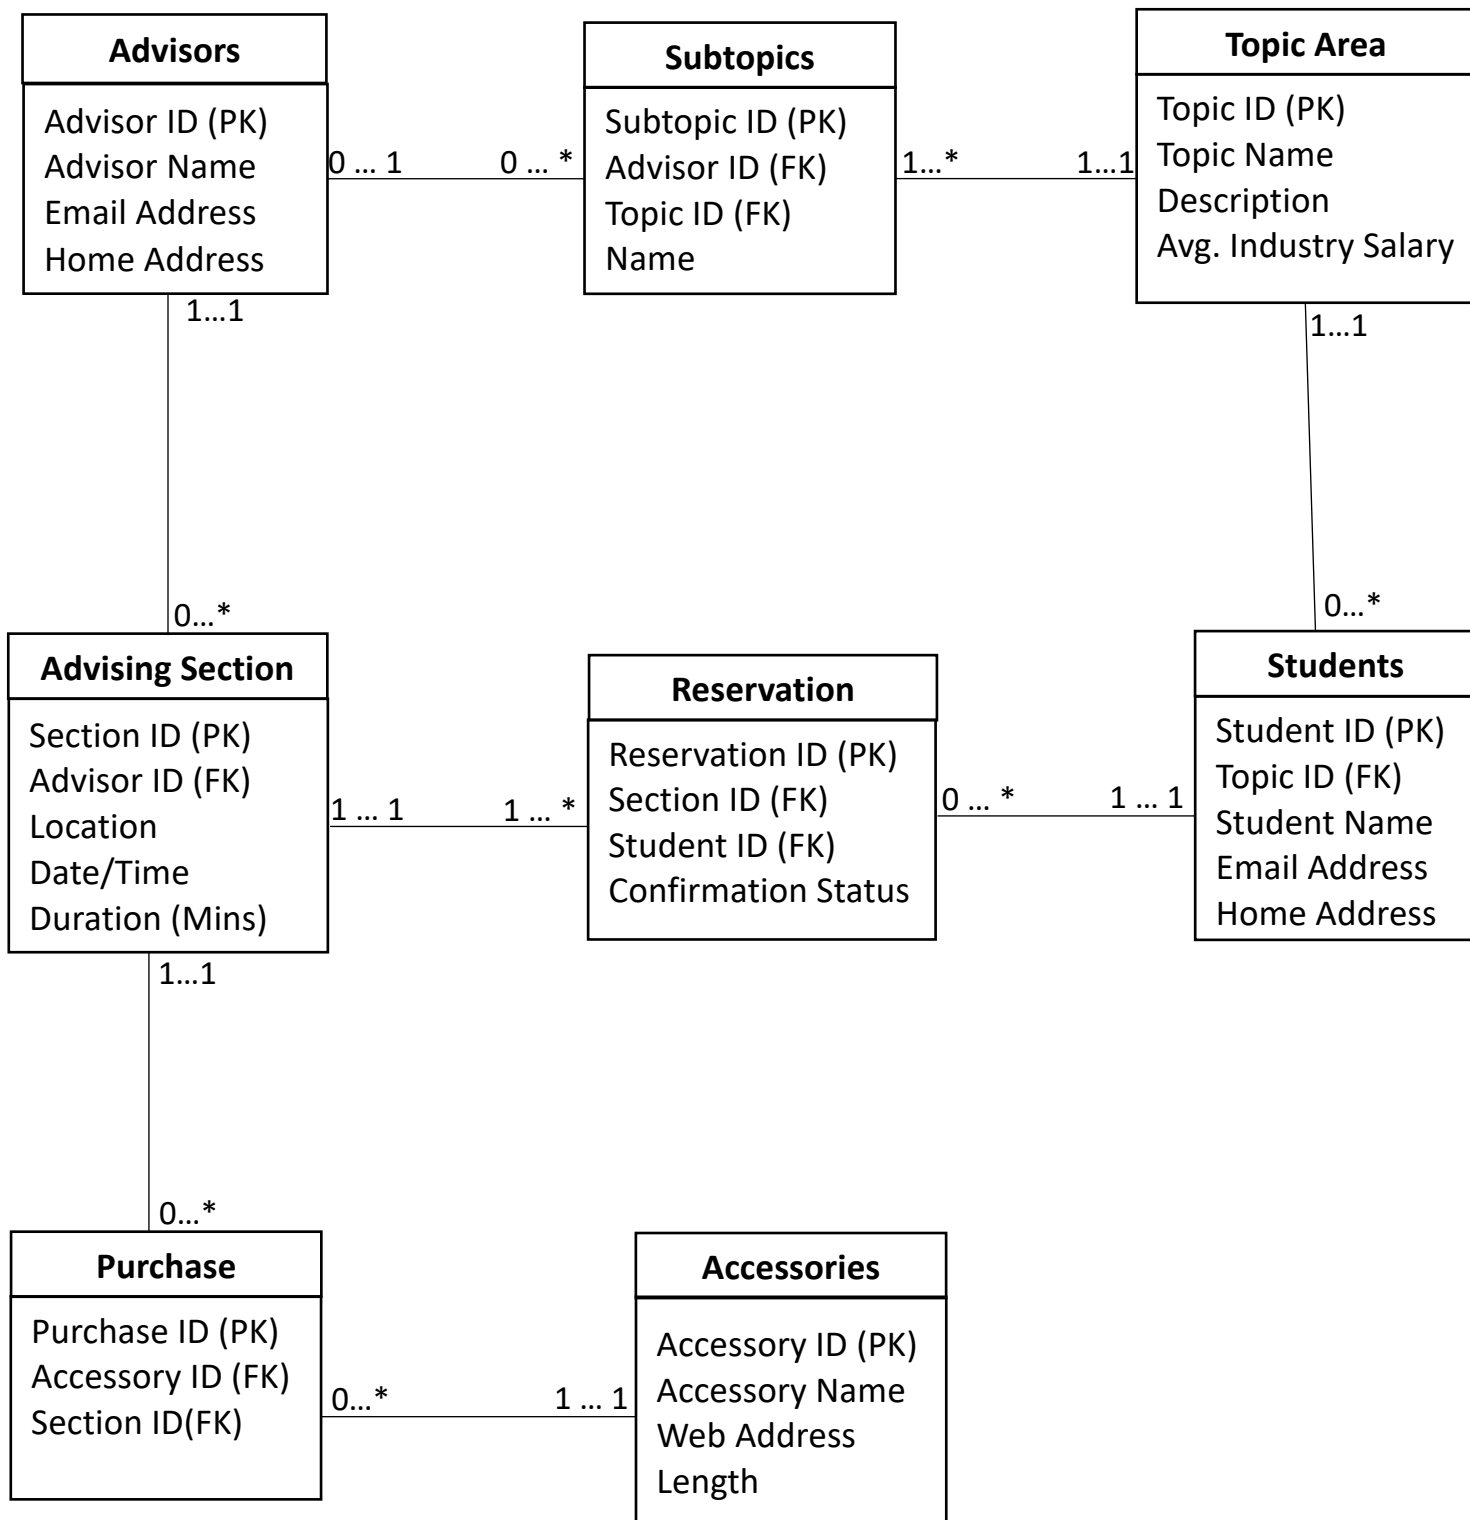 Advisors
Advisor ID (PK)
Advisor Name
Email Address
Home Address
0 ... 1
0 ... *
Subtopics
Subtopic ID (PK)
Advisor ID (FK)
Topic ID (FK)
Name
1...*
1...1
Topic Area
Topic ID (PK)
Topic Name
Description
Avg. Industry Salary
1...1
1...1
0...*
0...*
Advising Section
Section ID (PK)
Advisor ID (FK)
Location
Date/Time
Duration (Mins)
1 ... 1
1 ... *
Reservation
Reservation ID (PK)
Section ID (FK)
Student ID (FK)
Confirmation Status
0 ... *
1 ... 1
Students
Student ID (PK)
Topic ID (FK)
Student Name
Email Address
Home Address
1...1
0...*
Purchase
Purchase ID (PK)
Accessory ID (FK)
Section ID(FK)
0...*
1 ... 1
Accessories
Accessory ID (PK)
Accessory Name
Web Address
Length